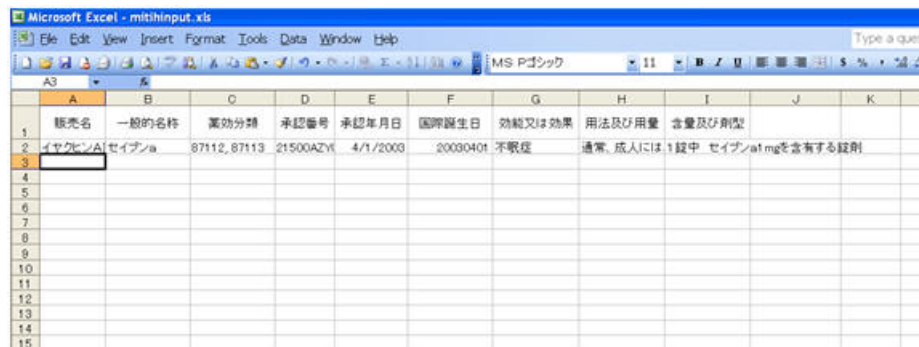 Microsoft Excel - mitihinput.xls
File Edit View Insert Format Tools Data Window Help
Type a ques
MS Pゴシック 11 B I U $ % ,
A3 fx
A B C D E F G H I J K
1 販売名 一般的名称 薬効分類 承認番号 承認年月日 国際誕生日 効能又は効果 用法及び用量 含量及び剤型
2 イヤクヒンA セイブンa 87112, 87113 21500AZY 4/1/2003 20030401 不眠症 通常、成人には 1錠中 セイブンa1mgを含有する錠剤
3
4
5
6
7
8
9
10
11
12
13
14
15